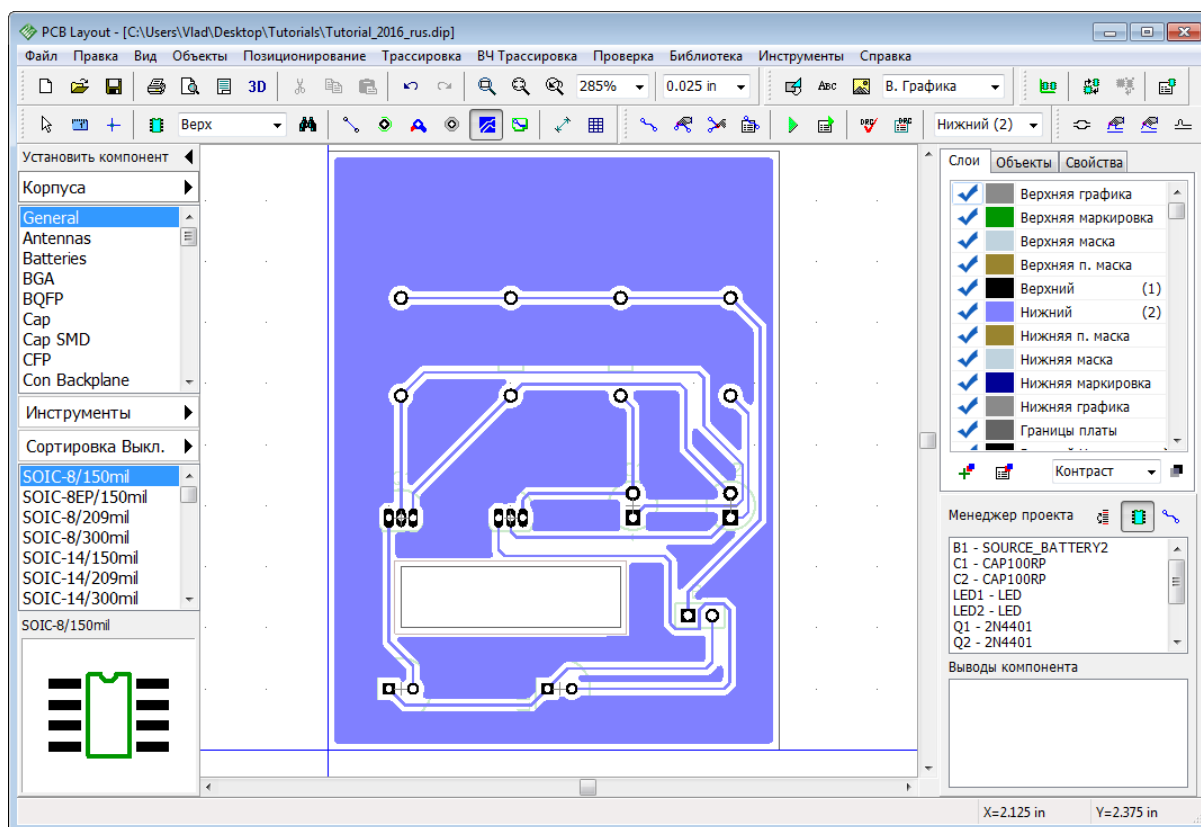 PCB Layout - [C:\Users\Vlad\Desktop\Tutorials\Tutorial_2016_rus.dip]
Файл Правка Вид Объекты Позиционирование Трассировка ВЧ Трассировка Проверка Библиотека Инструменты Справка
3D 285% 0.025 in ABC В. Графика
Верх DRC DRC Нижний (2)
Установить компонент
Корпуса
General
Antennas
Batteries
BGA
BQFP
Cap
Cap SMD
CFP
Con Backplane
Инструменты
Сортировка Выкл.
SOIC-8/150mil
SOIC-8EP/150mil
SOIC-8/209mil
SOIC-8/300mil
SOIC-14/150mil
SOIC-14/209mil
SOIC-14/300mil
SOIC-8/150mil
Слои Объекты Свойства
Верхняя графика
Верхняя маркировка
Верхняя маска
Верхняя п. маска
Верхний (1)
Нижний (2)
Нижняя п. маска
Нижняя маска
Нижняя маркировка
Нижняя графика
Границы платы
Контраст
Менеджер проекта
B1 - SOURCE_BATTERY2
C1 - CAP100RP
C2 - CAP100RP
LED1 - LED
LED2 - LED
Q1 - 2N4401
Q2 - 2N4401
Выводы компонента
X=2.125 in Y=2.375 in